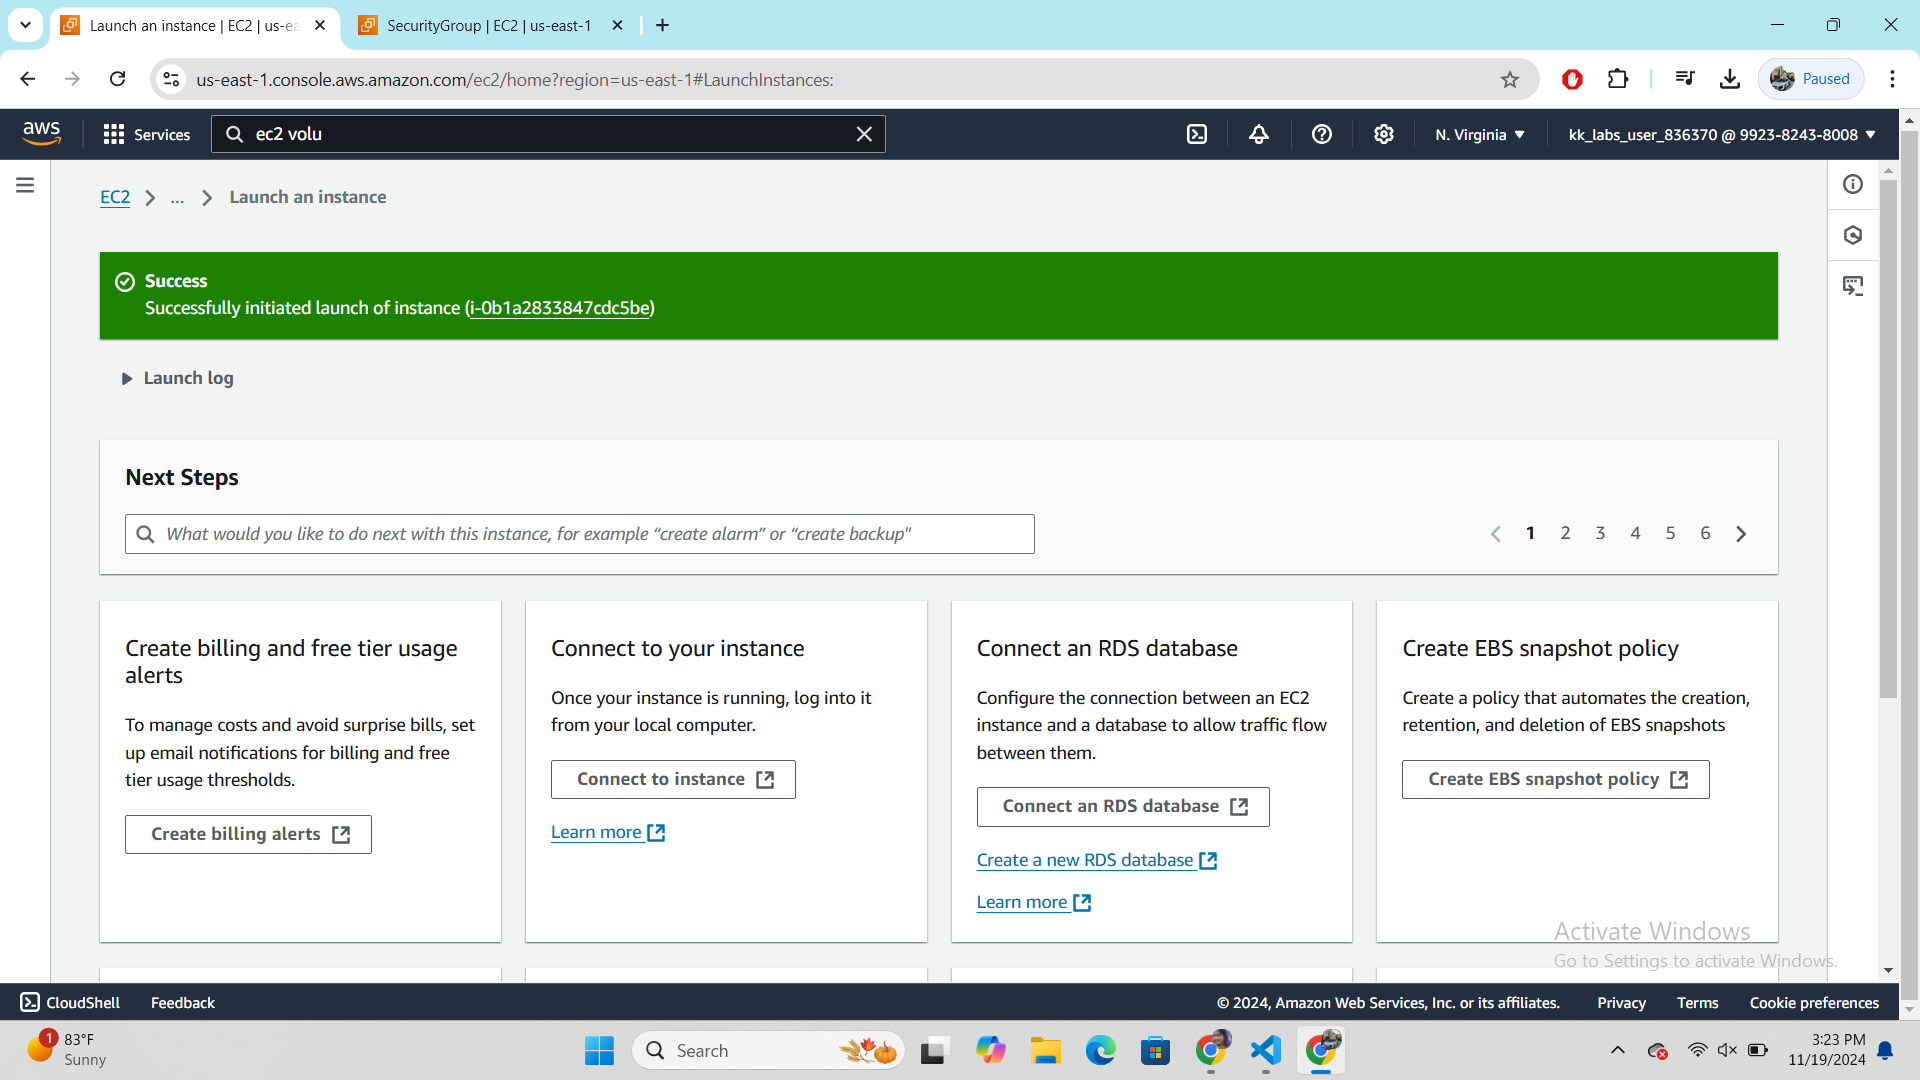 Launch an instance | EC2 | us-ea
SecurityGroup | EC2 | us-east-1
us-east-1.console.aws.amazon.com/ec2/home?region=us-east-1#LaunchInstances:
Paused
aws
Services
ec2 volu
N. Virginia
kk_labs_user_836370 @ 9923-8243-8008
EC2
...
Launch an instance
Success
Successfully initiated launch of instance (i-0b1a2833847cdc5be)
Launch log
Next Steps
What would you like to do next with this instance, for example “create alarm” or “create backup"
1 2 3 4 5 6
Create billing and free tier usage
alerts
To manage costs and avoid surprise bills, set
up email notifications for billing and free
tier usage thresholds.
Create billing alerts
Connect to your instance
Once your instance is running, log into it
from your local computer.
Connect to instance
Learn more
Connect an RDS database
Configure the connection between an EC2
instance and a database to allow traffic flow
between them.
Connect an RDS database
Create a new RDS database
Learn more
Create EBS snapshot policy
Create a policy that automates the creation,
retention, and deletion of EBS snapshots
Create EBS snapshot policy
Activate Windows
Go to Settings to activate Windows.
CloudShell
Feedback
© 2024, Amazon Web Services, Inc. or its affiliates.
Privacy
Terms
Cookie preferences
1
83°F
Sunny
Search
3:23 PM
11/19/2024